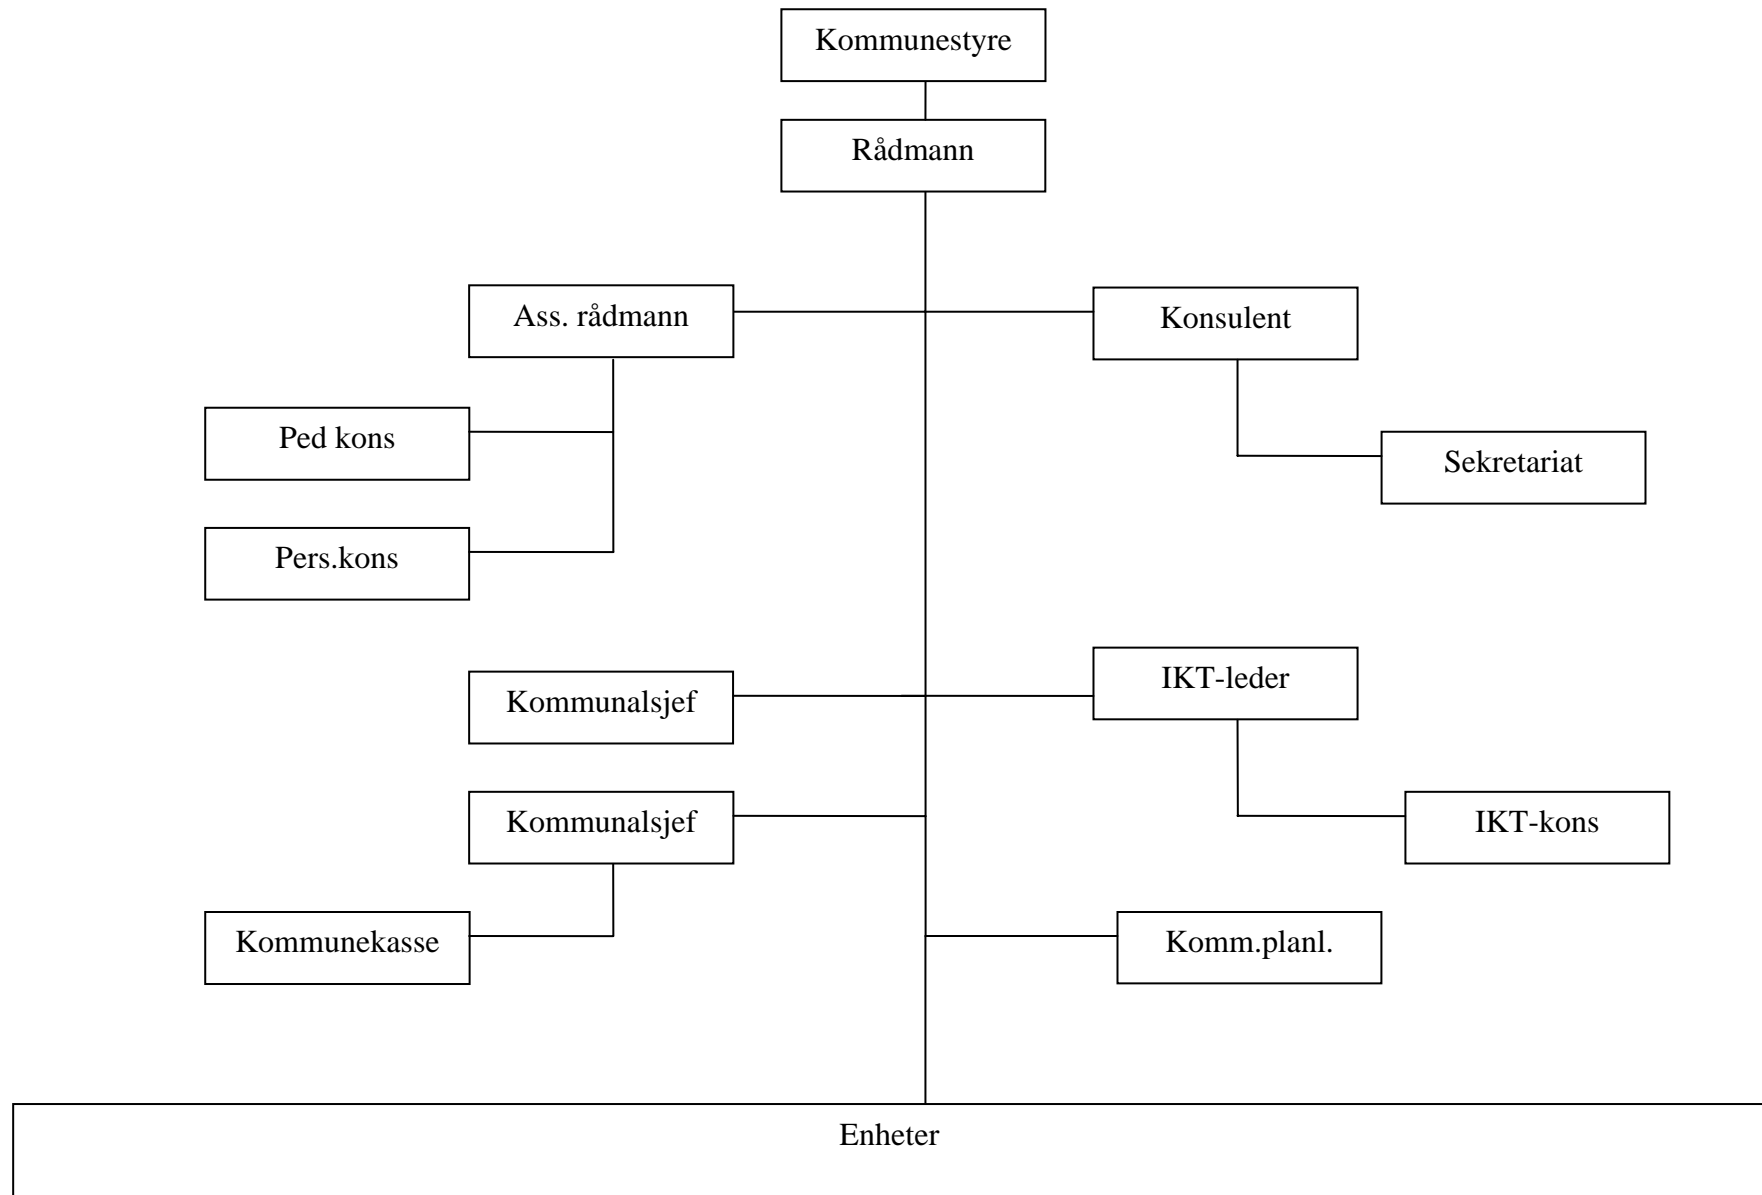 Kommunestyre
Rådmann
Ass. rådmann
Konsulent
Ped kons
Sekretariat
Pers.kons
Kommunalsjef
IKT-leder
Kommunalsjef
IKT-kons
Kommunekasse
Komm.planl.
Enheter